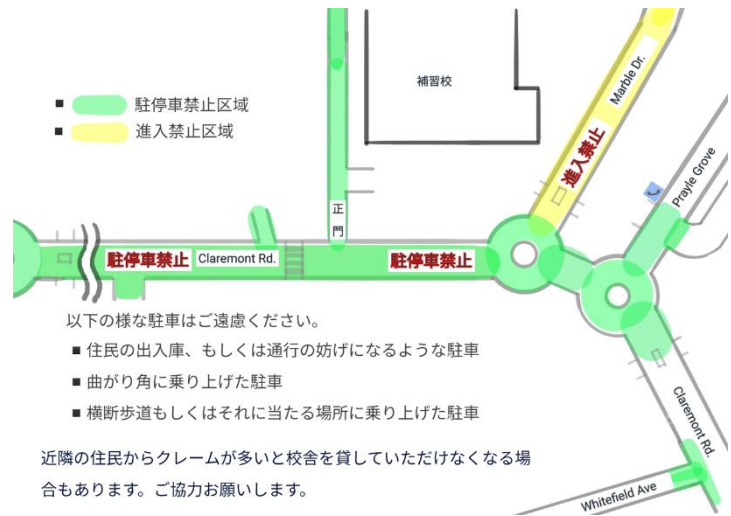 補習校
Marble Dr.
■ 駐停車禁止区域
■ 進入禁止区域
進入禁止
Prayle Grove
正門
駐停車禁止
Claremont Rd.
駐停車禁止
以下の様な駐車はご遠慮ください。
■ 住民の出入庫、もしくは通行の妨げになるような駐車
■ 曲がり角に乗り上げた駐車
■ 横断歩道もしくはそれに当たる場所に乗り上げた駐車
Claremont Rd.
近隣の住民からクレームが多いと校舎を貸していただけなくなる場
合もあります。ご協力お願いします。
Whitefield Ave